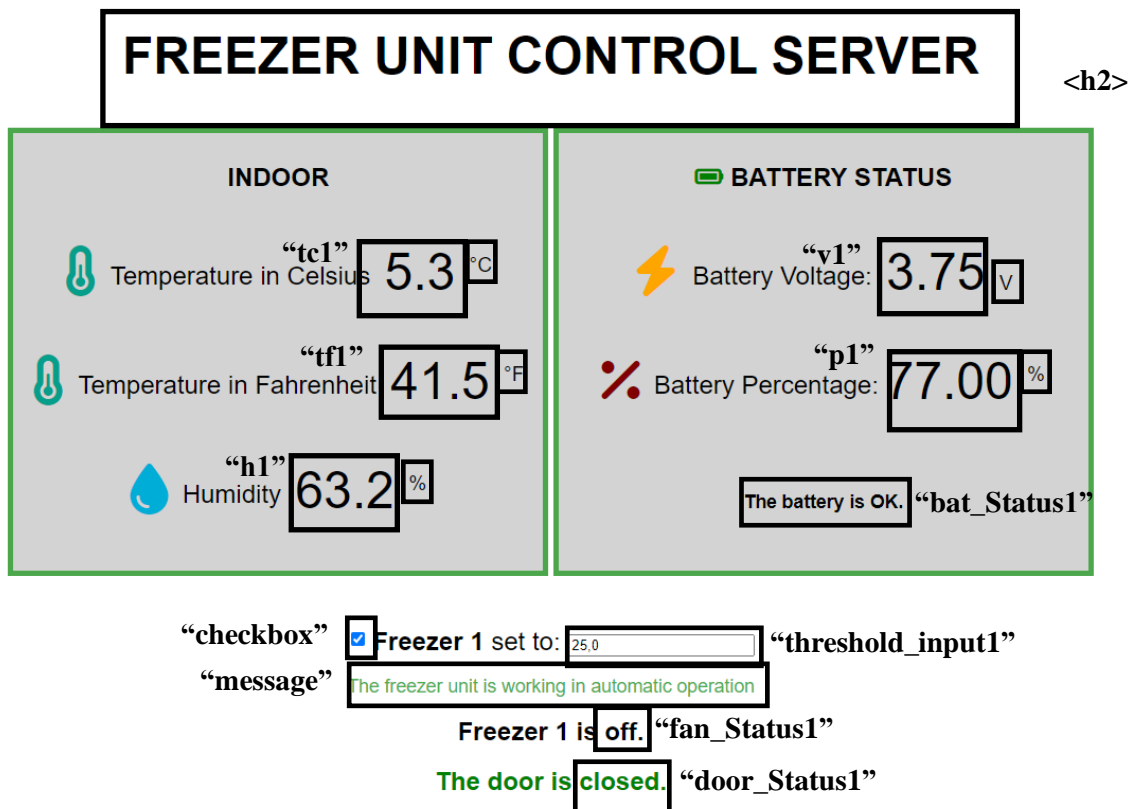 FREEZER UNIT CONTROL SERVER
<h2>
INDOOR
“tc1”
Temperature in Celsius 5.3 °C
“tf1”
Temperature in Fahrenheit 41.5 °F
“h1”
Humidity 63.2 %
BATTERY STATUS
“v1”
Battery Voltage: 3.75 V
“p1”
Battery Percentage: 77.00 %
The battery is OK. “bat_Status1”
“checkbox” Freezer 1 set to: 25,0 “threshold_input1”
“message” The freezer unit is working in automatic operation
Freezer 1 is off. “fan_Status1”
The door is closed. “door_Status1”